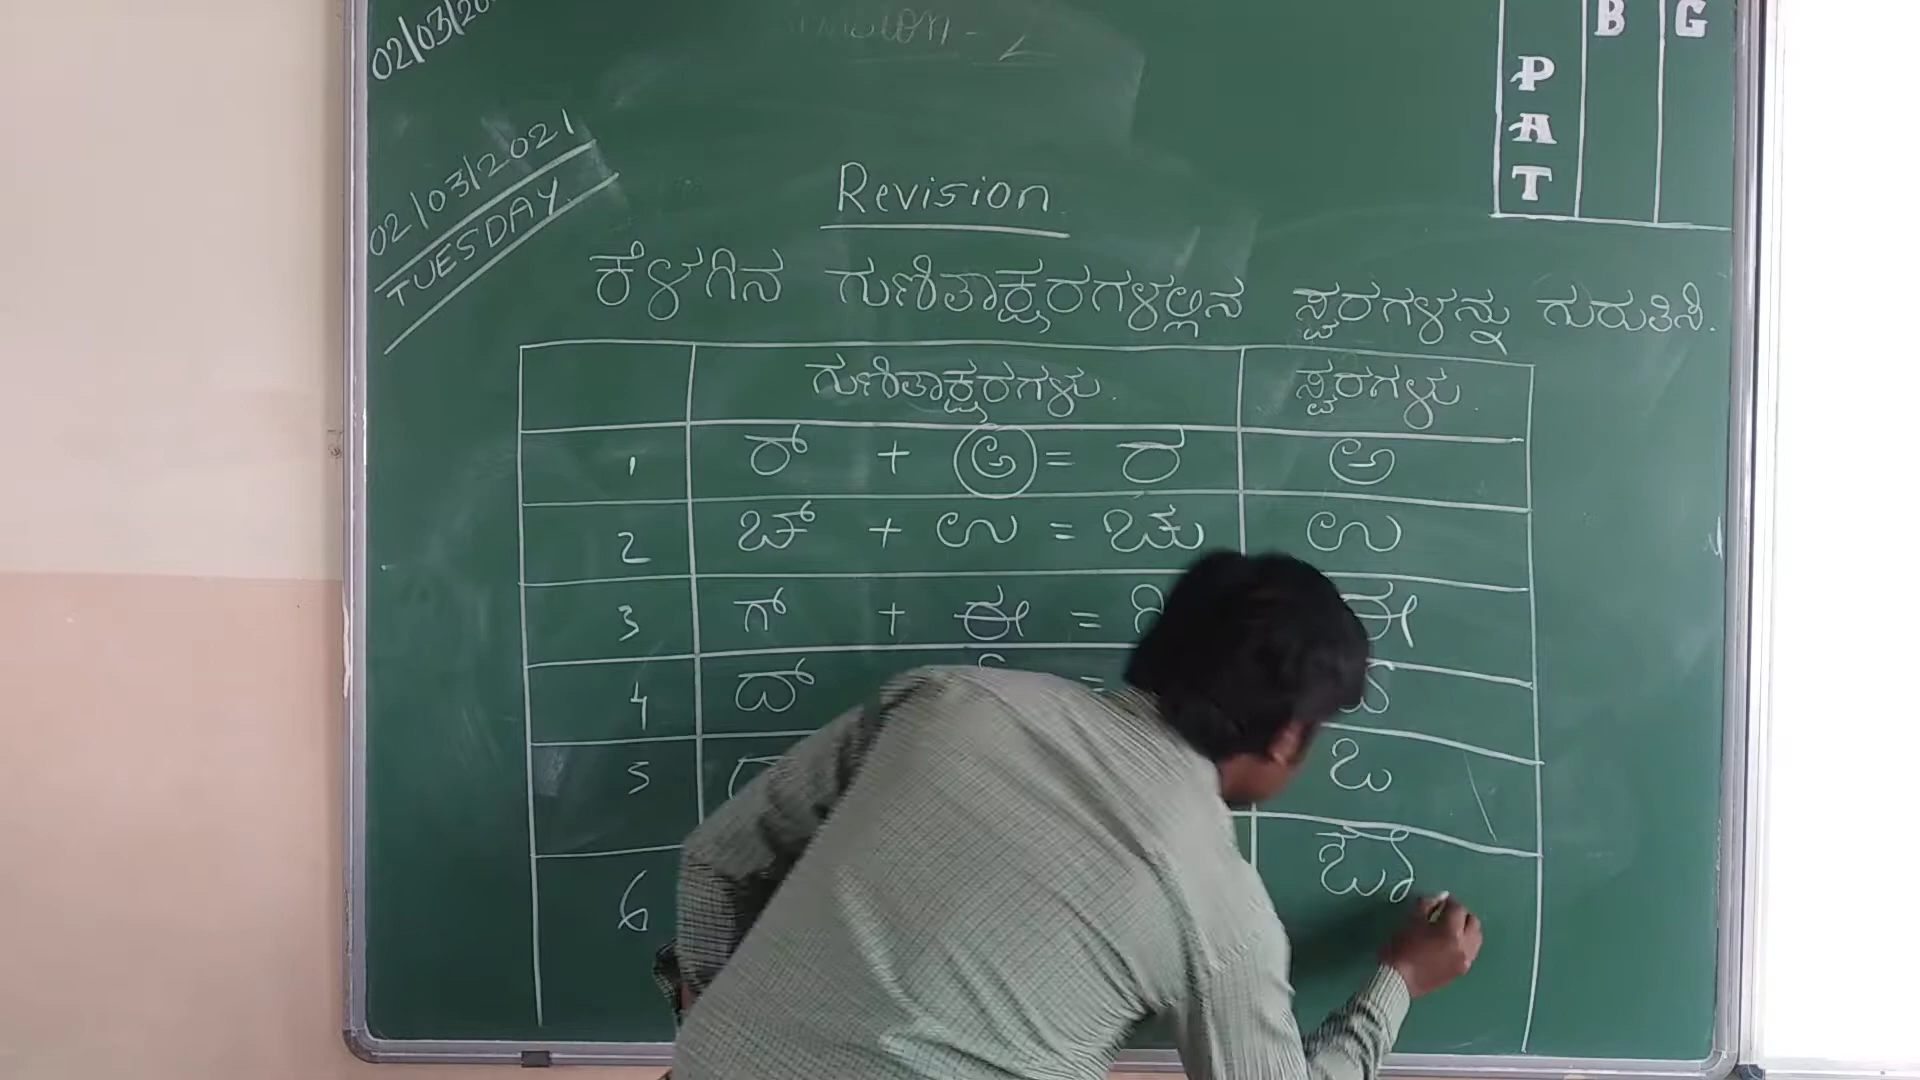 02/03/20
B G
P
A
T
02/03/2021
TUESDAY
Revision
ಕೆಳಗಿನ ಗುಣಿತಾಕ್ಷರಗಳಲ್ಲಿನ ಸ್ವರಗಳನ್ನು ಗುರುತಿಸಿ.
ಗುಣಿತಾಕ್ಷರಗಳು. ಸ್ವರಗಳು.
1 ರ್ + ಅ = ರ ಅ
2 ಚ್ + ಉ = ಚು ಉ
3 ಗ್ + ಈ = ಈ
4 ದ್ =
5 ಒ
6 ಔ